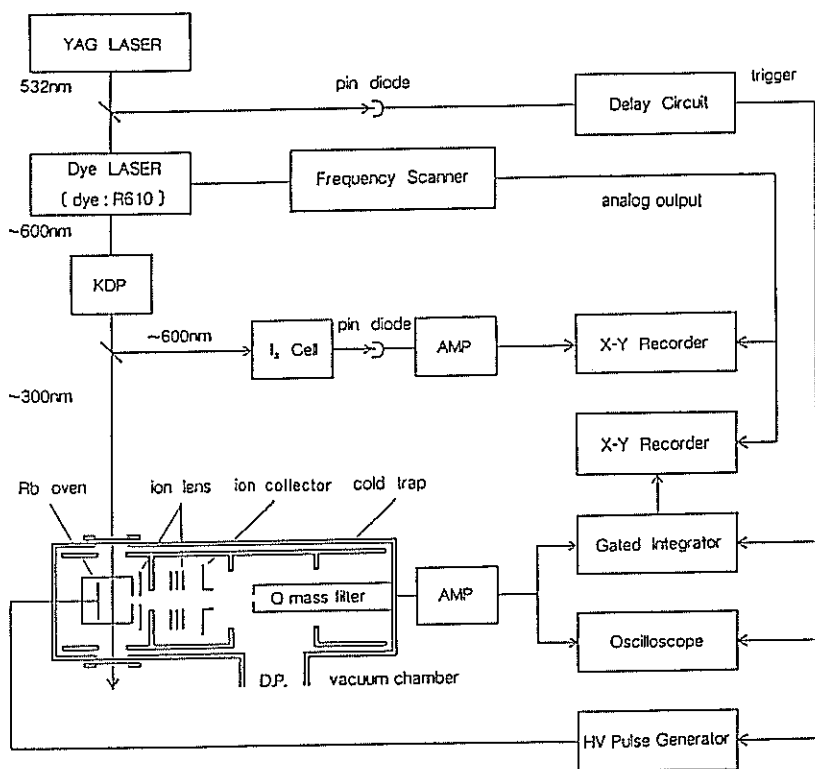 YAG LASER
532nm
pin diode
trigger
Delay Circuit
Dye LASER
( dye : R610 )
Frequency Scanner
analog output
~600nm
KDP
~600nm
pin diode
I₂ Cell
AMP
X-Y Recorder
~300nm
X-Y Recorder
Rb oven
ion lens
ion collector
cold trap
Gated Integrator
Q mass filter
AMP
Oscilloscope
D.P.
vacuum chamber
HV Pulse Generator